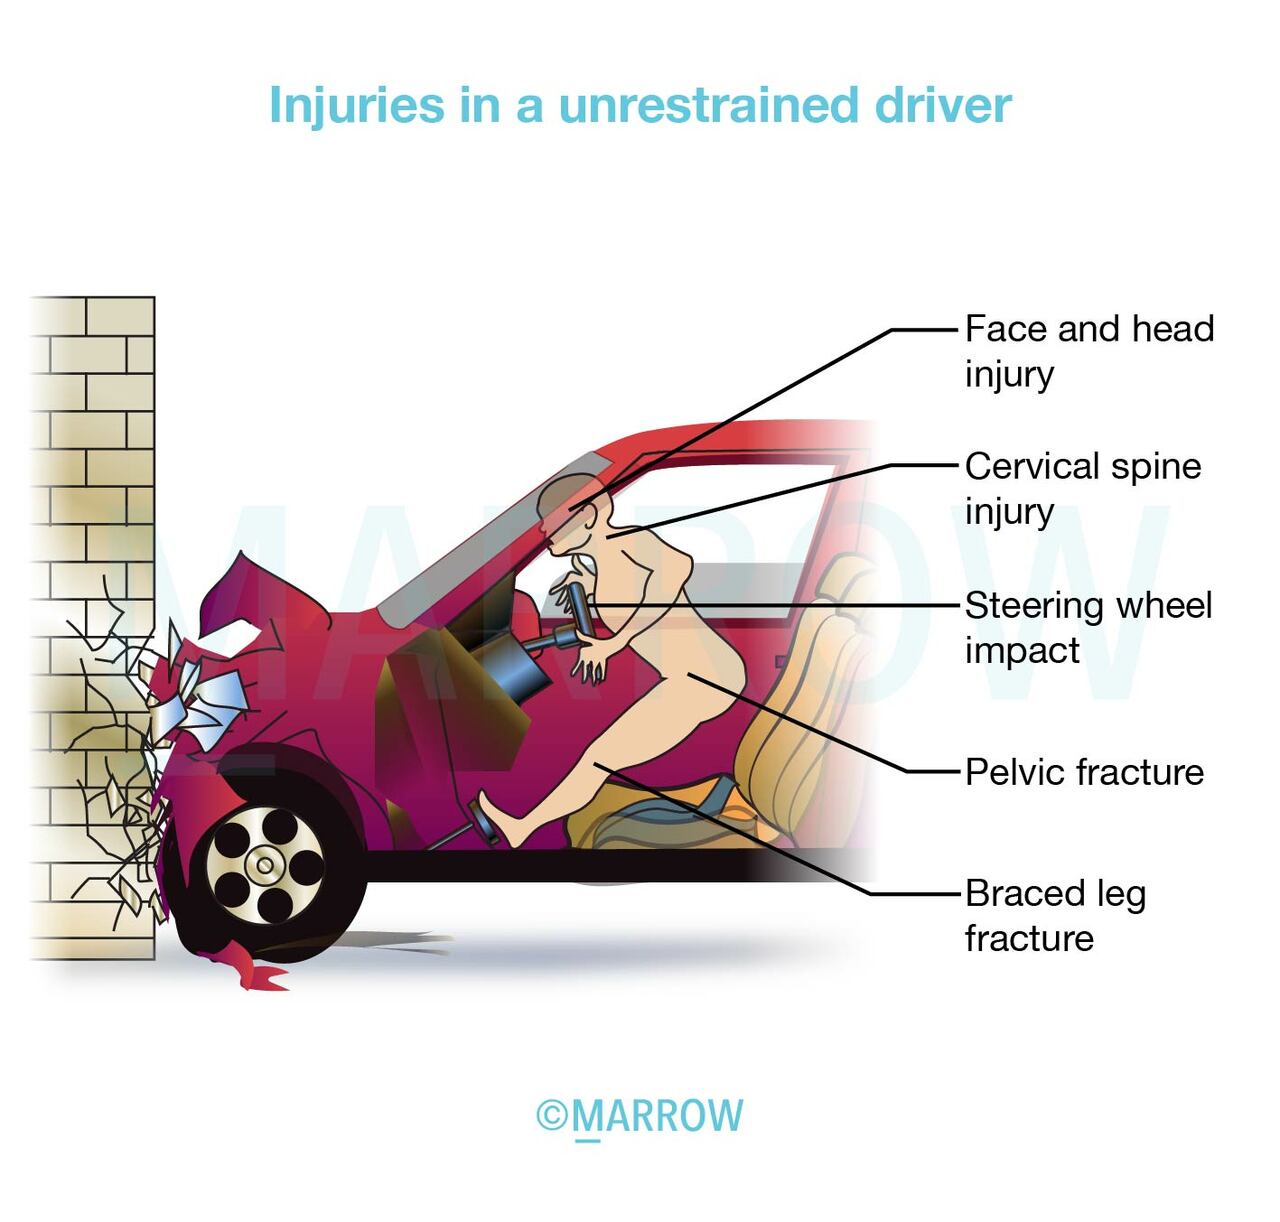 Injuries in a unrestrained driver
Face and head
injury
Cervical spine
injury
Steering wheel
impact
Pelvic fracture
Braced leg
fracture
MARROW
©MARROW